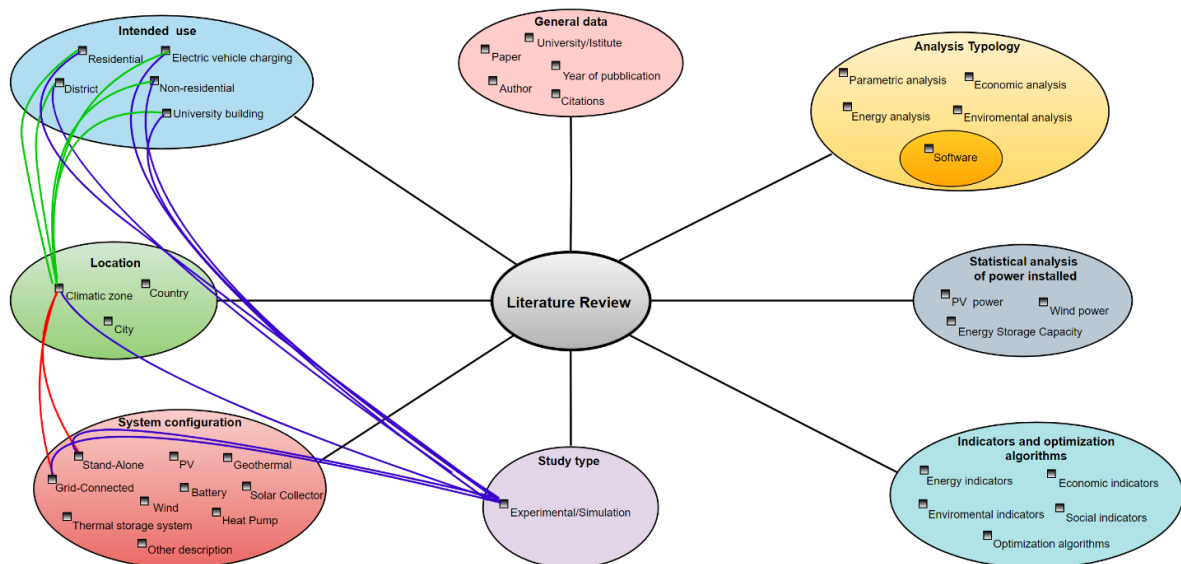 Intended use
Residential
Electric vehicle charging
District
Non-residential
University building
General data
University/Istitute
Paper
Year of pubblication
Author
Citations
Analysis Typology
Parametric analysis
Economic analysis
Energy analysis
Enviromental analysis
Software
Location
Climatic zone
Country
City
Literature Review
Statistical analysis
of power installed
PV power
Wind power
Energy Storage Capacity
System configuration
Stand-Alone
PV
Geothermal
Grid-Connected
Battery
Solar Collector
Wind
Thermal storage system
Heat Pump
Other description
Study type
Experimental/Simulation
Indicators and optimization
algorithms
Energy indicators
Economic indicators
Enviromental indicators
Social indicators
Optimization algorithms